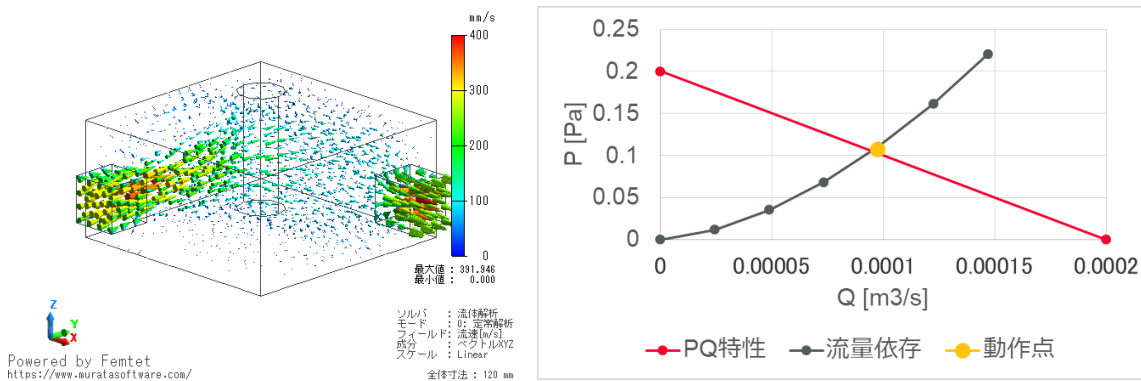 mm/s
400
300
200
100
0
最大値 : 391.946
最小値 : 0.000
ソルバ : 流体解析
モード : 0: 定常解析
フィールド: 流速[m/s]
成分 : ベクトルXYZ
スケール : Linear
全体寸法 : 120 mm
Z
Y
X
Powered by Femtet
https://www.muratasoftware.com/
0.25
0.2
0.15
0.1
0.05
0
P [Pa]
0 0.00005 0.0001 0.00015 0.0002
Q [m3/s]
PQ特性 流量依存 動作点